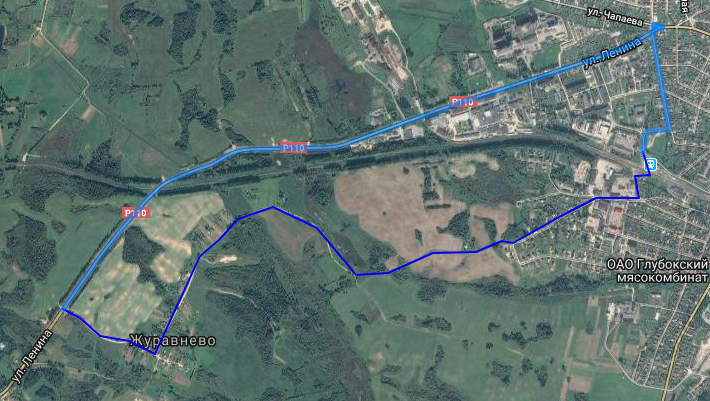 ул. Чапаева
ул. Ленина
Р110
Р110
Р110
ОАО Глубокский
мясокомбинат
Журавнево
ул. Ленина